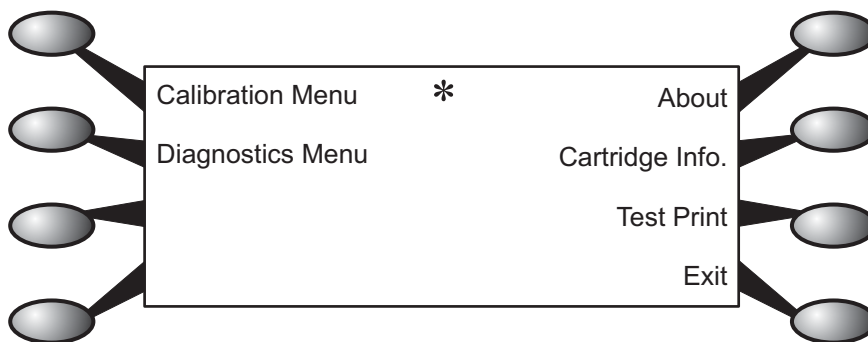 Calibration Menu * About
Diagnostics Menu Cartridge Info.
Test Print
Exit